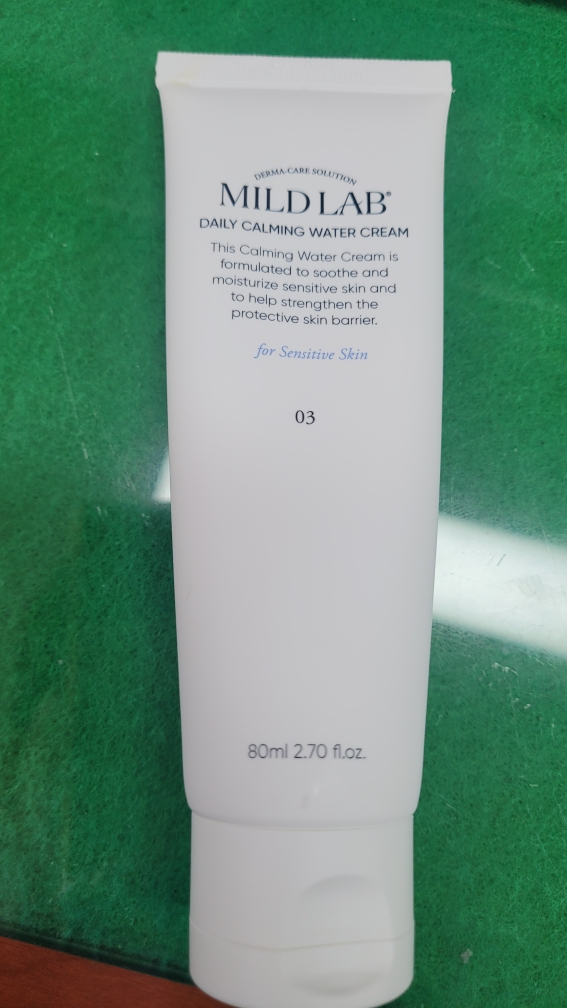 DERMA·CARE SOLUTION
MILD LAB®
DAILY CALMING WATER CREAM
This Calming Water Cream is
formulated to soothe and
moisturize sensitive skin and
to help strengthen the
protective skin barrier.
for Sensitive Skin
03
80ml 2.70 fl.oz.